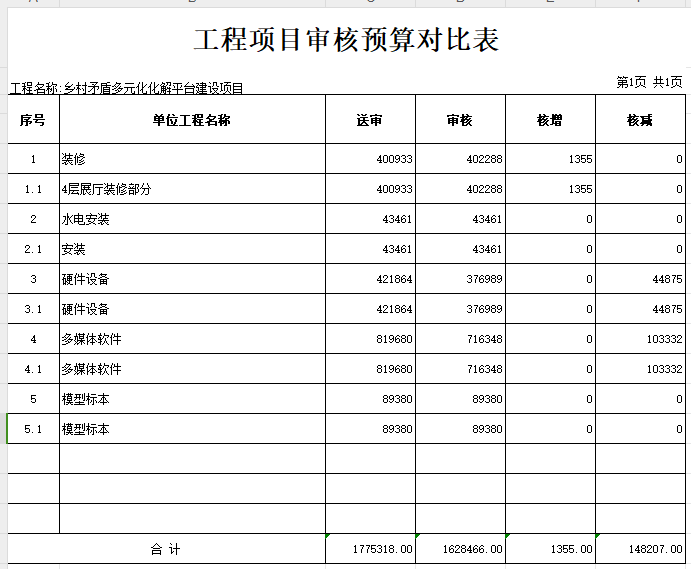 工程项目审核预算对比表
工程名称:乡村矛盾多元化化解平台建设项目 第1页 共1页
序号 单位工程名称 送审 审核 核增 核减
1 装修 400933 402288 1355 0
1.1 4层展厅装修部分 400933 402288 1355 0
2 水电安装 43461 43461 0 0
2.1 安装 43461 43461 0 0
3 硬件设备 421864 376989 0 44875
3.1 硬件设备 421864 376989 0 44875
4 多媒体软件 819680 716348 0 103332
4.1 多媒体软件 819680 716348 0 103332
5 模型标本 89380 89380 0 0
5.1 模型标本 89380 89380 0 0
合 计 1775318.00 1628466.00 1355.00 148207.00